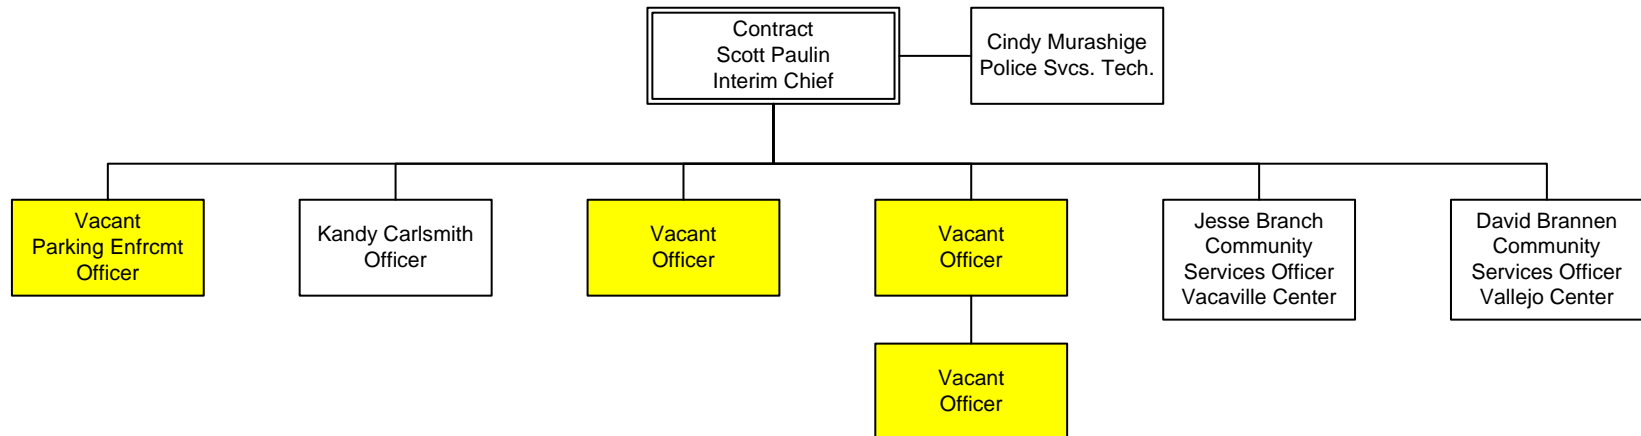 Contract
Scott Paulin
Interim Chief
Cindy Murashige
Police Svcs. Tech.
Vacant
Parking Enfrcmt
Officer
Kandy Carlsmith
Officer
Vacant
Officer
Vacant
Officer
Jesse Branch
Community
Services Officer
Vacaville Center
David Brannen
Community
Services Officer
Vallejo Center
Vacant
Officer